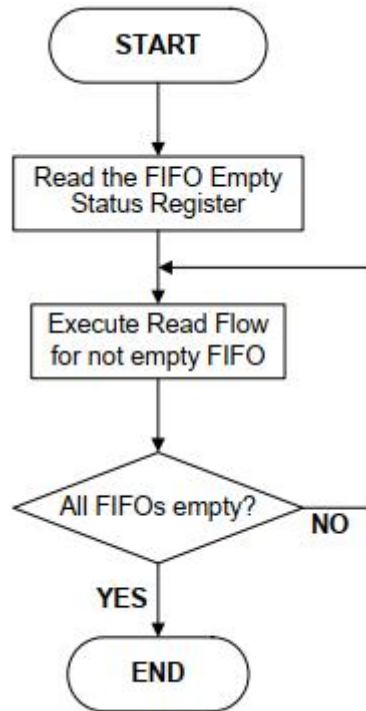 START
Read the FIFO Empty
Status Register
Execute Read Flow
for not empty FIFO
All FIFOs empty?
NO
YES
END